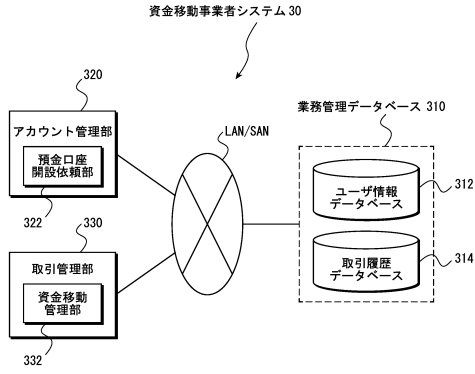 資金移動事業者システム30
320
アカウント管理部
預金口座
開設依頼部
322
LAN/SAN
業務管理データベース 310
ユーザ情報
データベース
312
取引履歴
データベース
314
330
取引管理部
資金移動
管理部
332